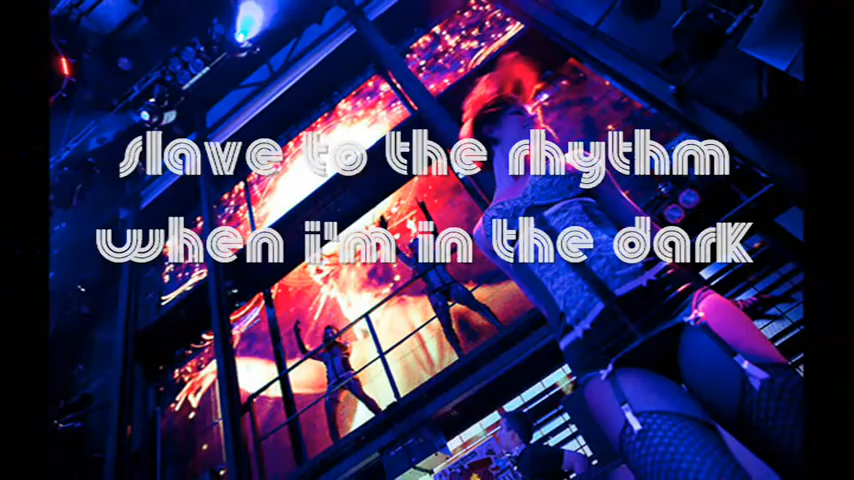 slave to the rhythm
when i'm in the dark